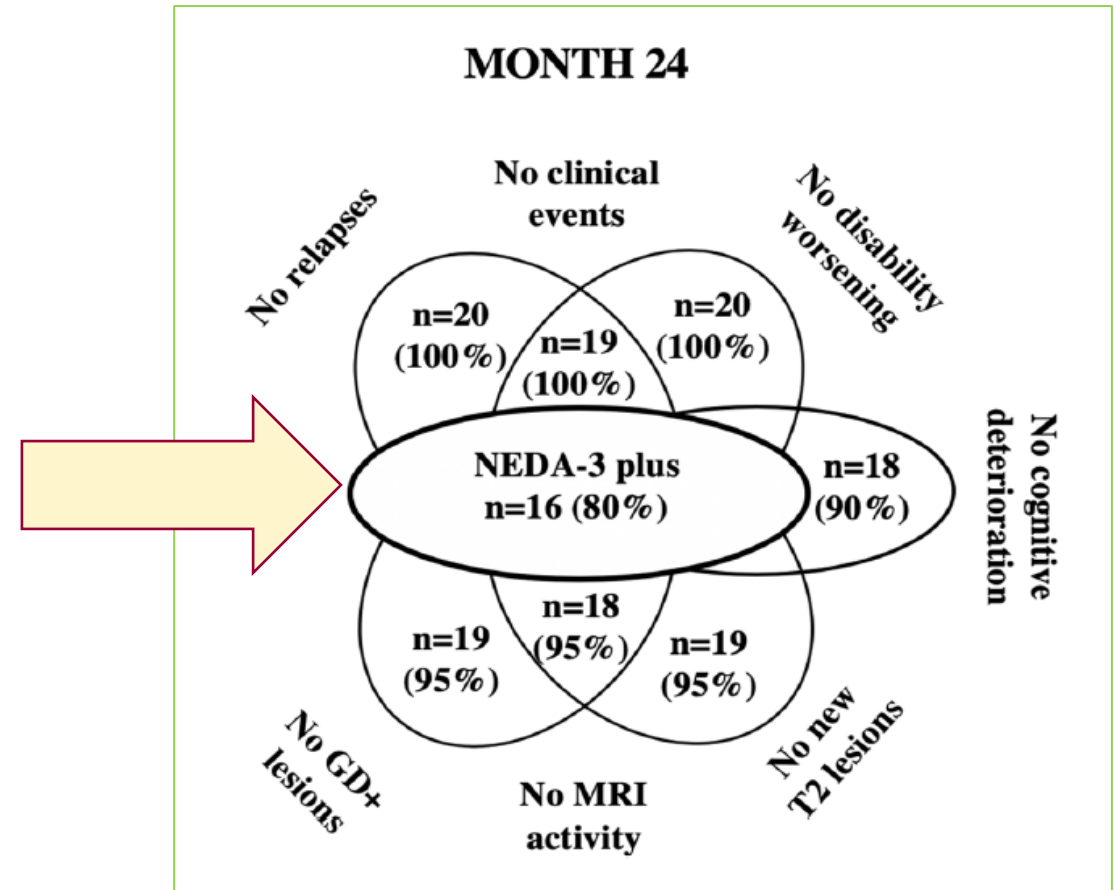 MONTH 24
No clinical
events
No relapses
No disability
worsening
n=20
(100%)
n=19
(100%)
n=20
(100%)
NEDA-3 plus
n=16 (80%)
n=18
(90%)
No cognitive
deterioration
n=19
(95%)
n=18
(95%)
n=19
(95%)
No GD+
lesions
No MRI
activity
No new
T2 lesions